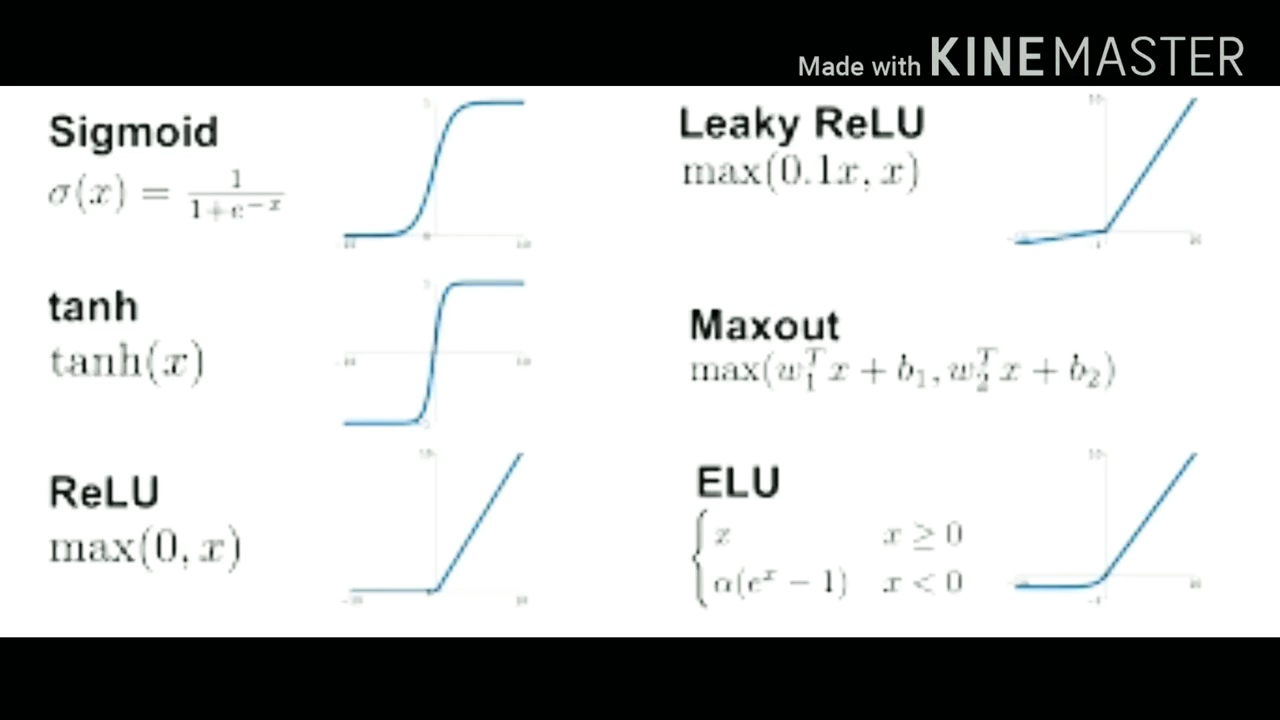 Made with KINEMASTER
Sigmoid
σ(x) = 1/(1+e^−x)
tanh
tanh(x)
ReLU
max(0, x)
Leaky ReLU
max(0.1x, x)
Maxout
max(w₁ᵀx + b₁, w₂ᵀx + b₂)
ELU
{ x x ≥ 0
α(eˣ − 1) x < 0